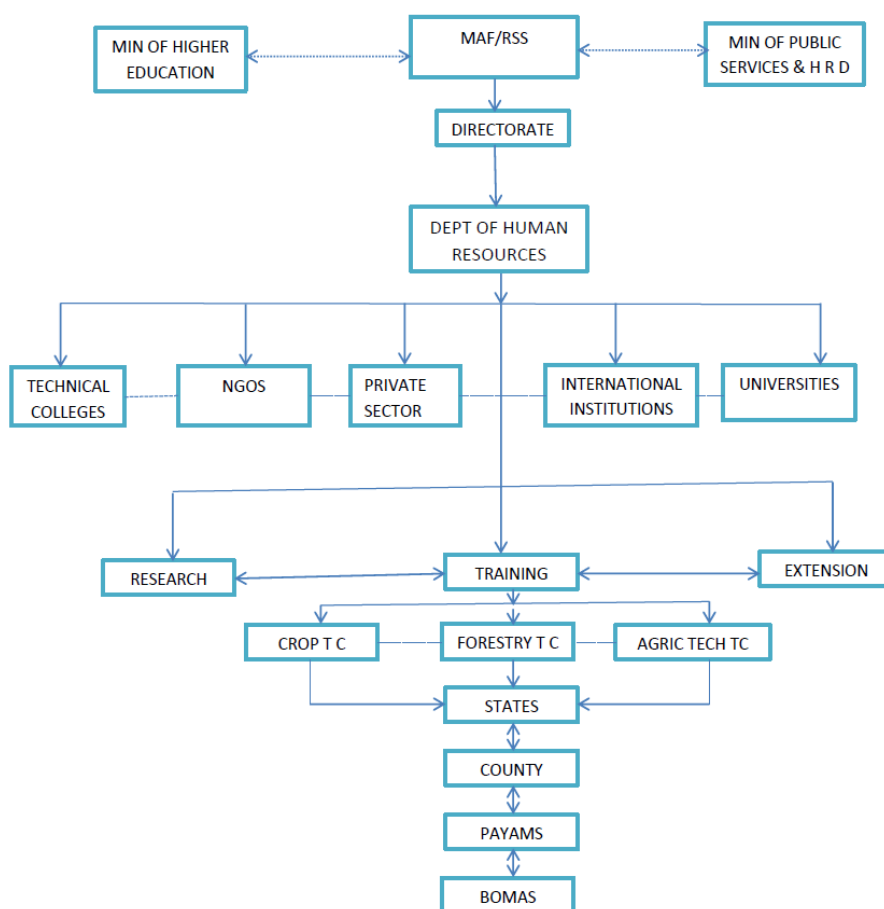 MIN OF HIGHER
EDUCATION
MAF/RSS
MIN OF PUBLIC
SERVICES & H R D
DIRECTORATE
DEPT OF HUMAN
RESOURCES
TECHNICAL
COLLEGES
NGOS
PRIVATE
SECTOR
INTERNATIONAL
INSTITUTIONS
UNIVERSITIES
RESEARCH
TRAINING
EXTENSION
CROP T C
FORESTRY T C
AGRIC TECH TC
STATES
COUNTY
PAYAMS
BOMAS